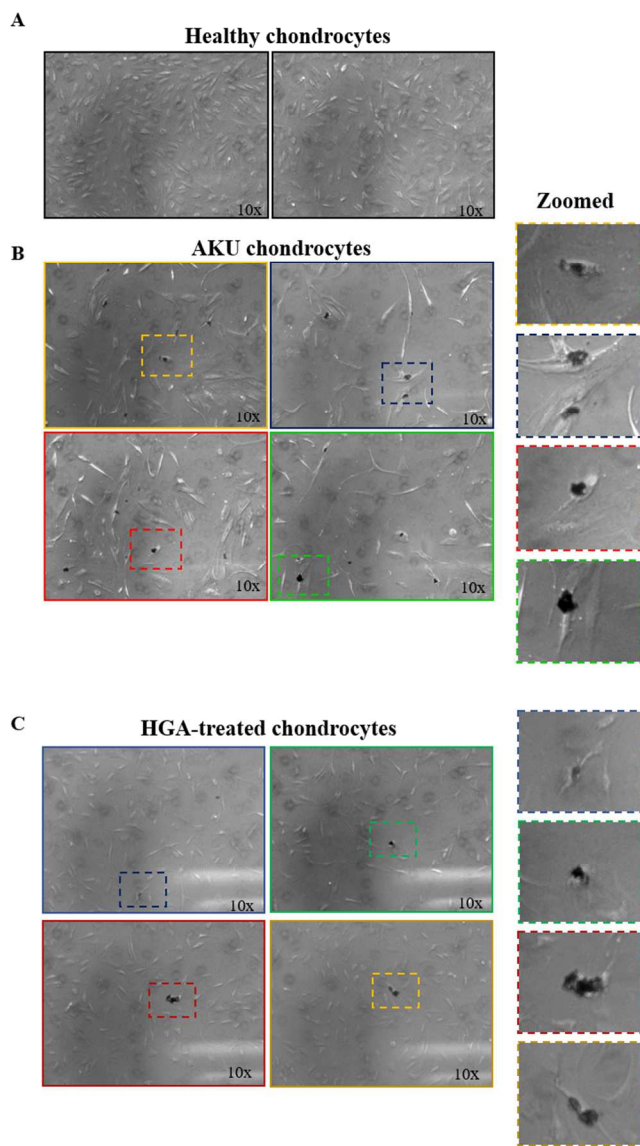 A
Healthy chondrocytes
10x
10x
Zoomed
B
AKU chondrocytes
10x
10x
10x
10x
C
HGA-treated chondrocytes
10x
10x
10x
10x